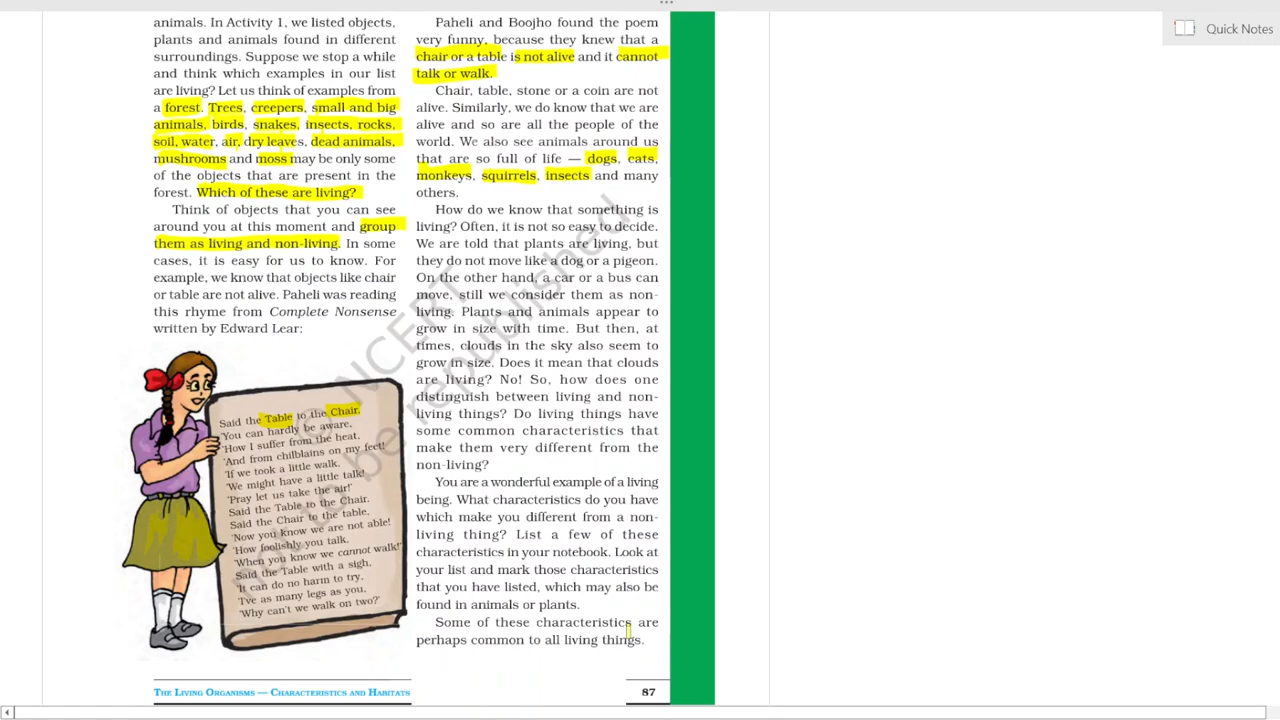 animals. In Activity 1, we listed objects,
plants and animals found in different
surroundings. Suppose we stop a while
and think which examples in our list
are living? Let us think of examples from
a forest. Trees, creepers, small and big
animals, birds, snakes, insects, rocks,
soil, water, air, dry leaves, dead animals,
mushrooms and moss may be only some
of the objects that are present in the
forest. Which of these are living?
Think of objects that you can see
around you at this moment and group
them as living and non-living. In some
cases, it is easy for us to know. For
example, we know that objects like chair
or table are not alive. Paheli was reading
this rhyme from Complete Nonsense
written by Edward Lear:
Said the Table to the Chair,
'You can hardly be aware,
'How I suffer from the heat,
'And from chilblains on my feet!
'If we took a little walk,
'We might have a little talk!
'Pray let us take the air!'
Said the Table to the Chair.
Said the Chair to the table,
'Now you know we are not able!
'How foolishly you talk,
'When you know we cannot walk!'
Said the Table with a sigh,
'It can do no harm to try,
'I've as many legs as you,
'Why can't we walk on two?'
Paheli and Boojho found the poem
very funny, because they knew that a
chair or a table is not alive and it cannot
talk or walk.
Chair, table, stone or a coin are not
alive. Similarly, we do know that we are
alive and so are all the people of the
world. We also see animals around us
that are so full of life — dogs, cats,
monkeys, squirrels, insects and many
others.
How do we know that something is
living? Often, it is not so easy to decide.
We are told that plants are living, but
they do not move like a dog or a pigeon.
On the other hand, a car or a bus can
move, still we consider them as non-
living. Plants and animals appear to
grow in size with time. But then, at
times, clouds in the sky also seem to
grow in size. Does it mean that clouds
are living? No! So, how does one
distinguish between living and non-
living things? Do living things have
some common characteristics that
make them very different from the
non-living?
You are a wonderful example of a living
being. What characteristics do you have
which make you different from a non-
living thing? List a few of these
characteristics in your notebook. Look at
your list and mark those characteristics
that you have listed, which may also be
found in animals or plants.
Some of these characteristics are
perhaps common to all living things.
The Living Organisms — Characteristics and Habitats
87
Quick Notes
© NCERT
not to be republished